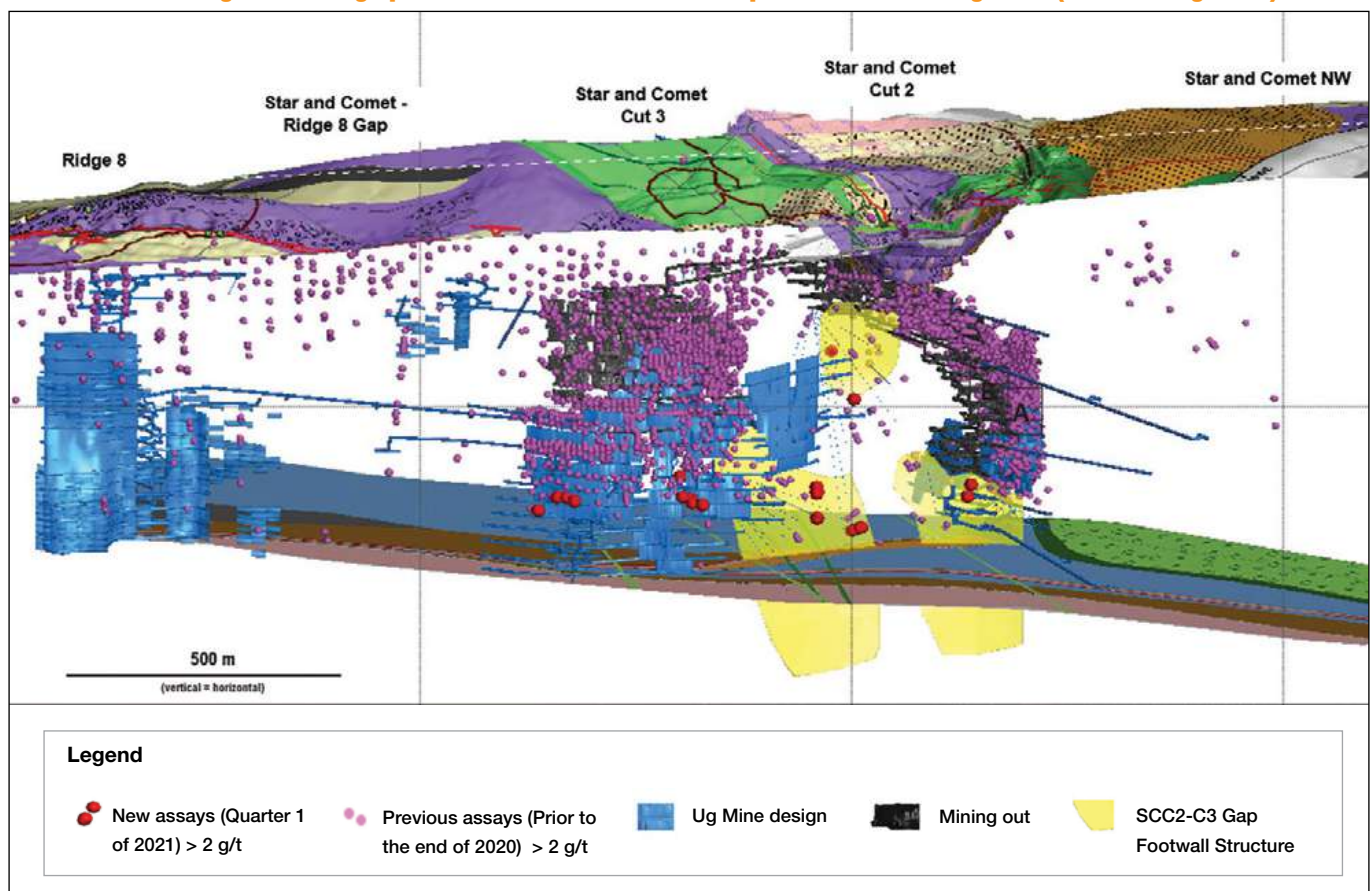 Star and Comet
Cut 2
Star and Comet NW
Star and Comet -
Ridge 8 Gap
Star and Comet
Cut 3
Ridge 8
A
500 m
(vertical = horizontal)
Legend
New assays (Quarter 1
of 2021) > 2 g/t
Previous assays (Prior to
the end of 2020) > 2 g/t
Ug Mine design
Mining out
SCC2-C3 Gap
Footwall Structure